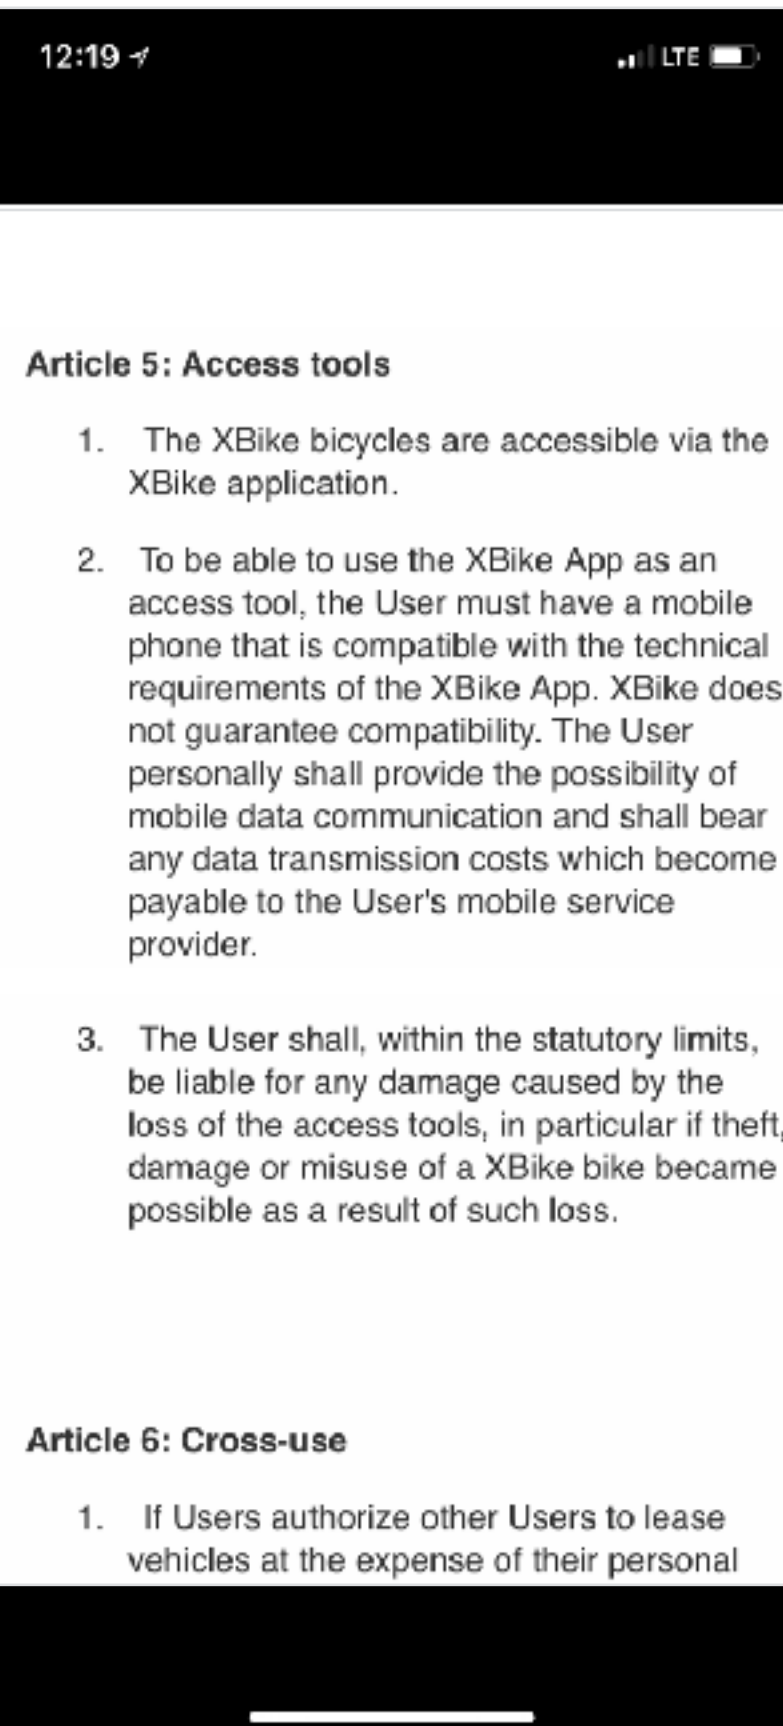 12:19
LTE
Article 5: Access tools
1. The XBike bicycles are accessible via the
XBike application.
2. To be able to use the XBike App as an
access tool, the User must have a mobile
phone that is compatible with the technical
requirements of the XBike App. XBike does
not guarantee compatibility. The User
personally shall provide the possibility of
mobile data communication and shall bear
any data transmission costs which become
payable to the User's mobile service
provider.
3. The User shall, within the statutory limits,
be liable for any damage caused by the
loss of the access tools, in particular if theft,
damage or misuse of a XBike bike became
possible as a result of such loss.
Article 6: Cross-use
1. If Users authorize other Users to lease
vehicles at the expense of their personal